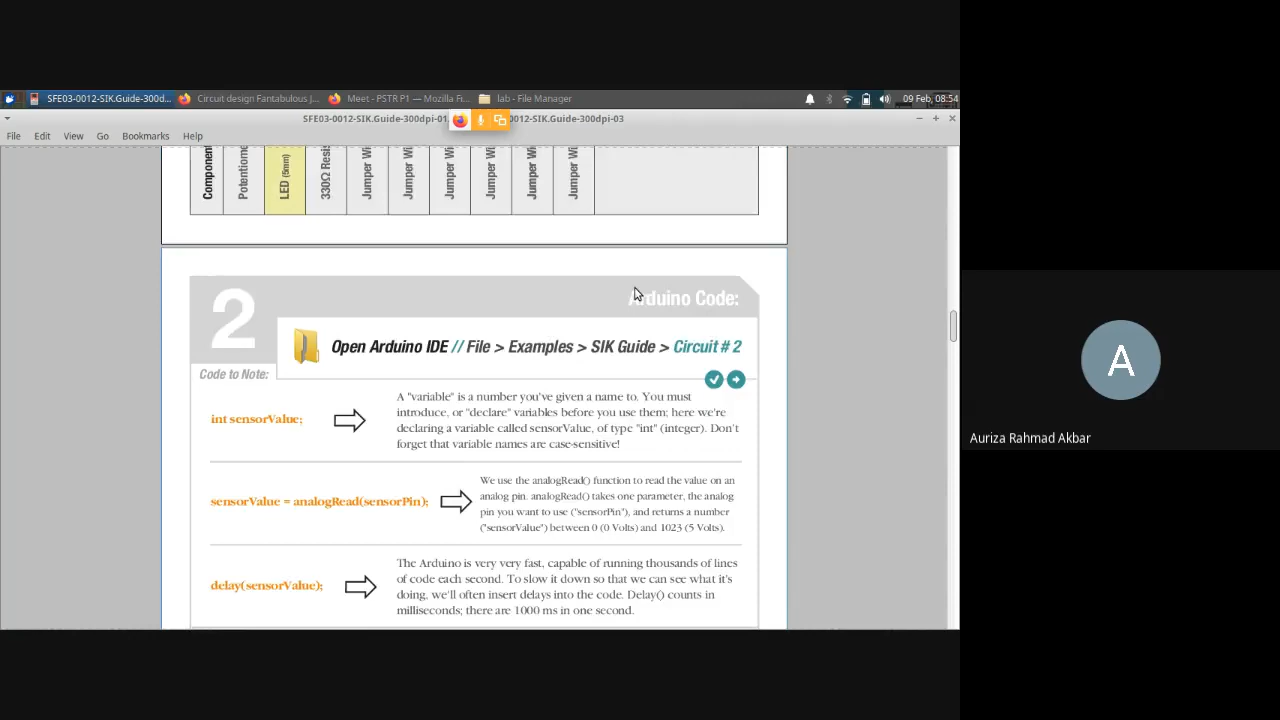 SFE03-0012-SIK.Guide-300d... Circuit design Fantabulous J... Meet - PSTR P1 — Mozilla Fi... lab - File Manager 09 Feb, 08:54
SFE03-0012-SIK.Guide-300dpi-01 0012-SIK.Guide-300dpi-03
File Edit View Go Bookmarks Help
Component
Potentiome
LED (5mm)
330Ω Resis
Jumper Wi
Jumper Wi
Jumper Wi
Jumper Wi
Jumper Wi
Jumper Wi
2
Arduino Code:
Open Arduino IDE // File > Examples > SIK Guide > Circuit # 2
Code to Note:
int sensorValue;
A "variable" is a number you've given a name to. You must
introduce, or "declare" variables before you use them; here we're
declaring a variable called sensorValue, of type "int" (integer). Don't
forget that variable names are case-sensitive!
sensorValue = analogRead(sensorPin);
We use the analogRead() function to read the value on an
analog pin. analogRead() takes one parameter, the analog
pin you want to use ("sensorPin"), and returns a number
("sensorValue") between 0 (0 Volts) and 1023 (5 Volts).
delay(sensorValue);
The Arduino is very very fast, capable of running thousands of lines
of code each second. To slow it down so that we can see what it's
doing, we'll often insert delays into the code. Delay() counts in
milliseconds; there are 1000 ms in one second.
A
Auriza Rahmad Akbar